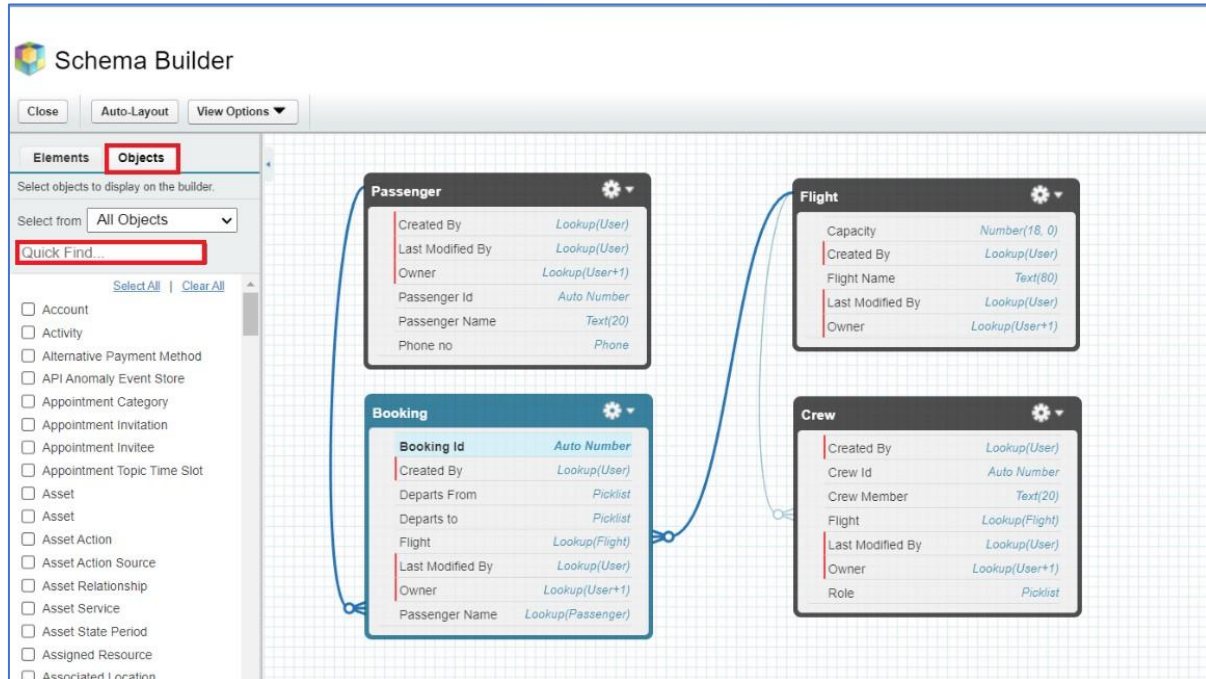 Schema Builder
Close
Auto-Layout
View Options
Elements
Objects
Select objects to display on the builder.
Select from All Objects
Quick Find...
Select All | Clear All
Account
Activity
Alternative Payment Method
API Anomaly Event Store
Appointment Category
Appointment Invitation
Appointment Invitee
Appointment Topic Time Slot
Asset
Asset
Asset Action
Asset Action Source
Asset Relationship
Asset Service
Asset State Period
Assigned Resource
Associated Location
Passenger
Created By Lookup(User)
Last Modified By Lookup(User)
Owner Lookup(User+1)
Passenger Id Auto Number
Passenger Name Text(20)
Phone no Phone
Flight
Capacity Number(18, 0)
Created By Lookup(User)
Flight Name Text(80)
Last Modified By Lookup(User)
Owner Lookup(User+1)
Booking
Booking Id Auto Number
Created By Lookup(User)
Departs From Picklist
Departs to Picklist
Flight Lookup(Flight)
Last Modified By Lookup(User)
Owner Lookup(User+1)
Passenger Name Lookup(Passenger)
Crew
Created By Lookup(User)
Crew Id Auto Number
Crew Member Text(20)
Flight Lookup(Flight)
Last Modified By Lookup(User)
Owner Lookup(User+1)
Role Picklist